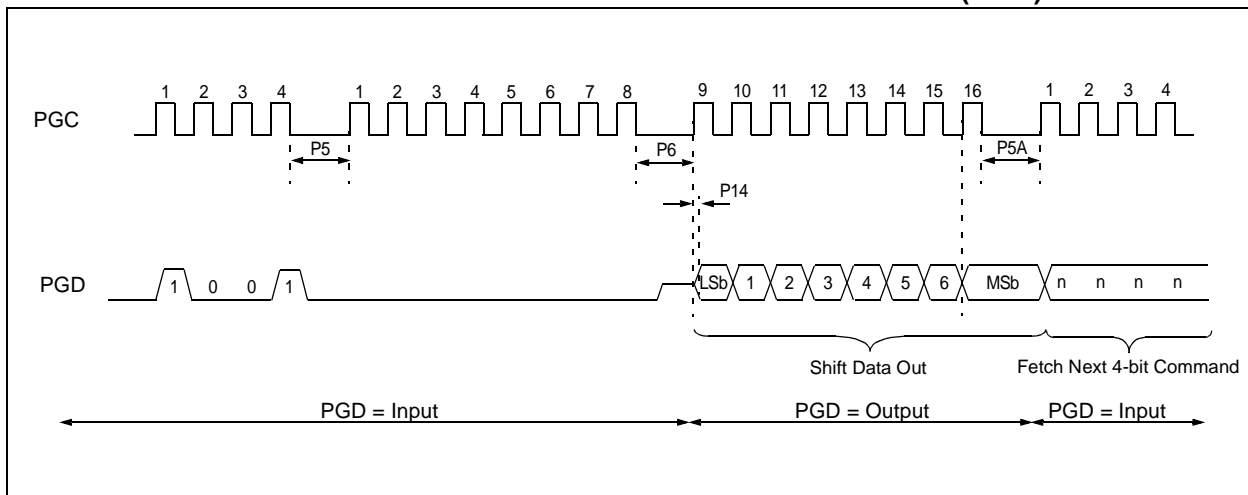 1 2 3 4 1 2 3 4 5 6 7 8 9 10 11 12 13 14 15 16 1 2 3 4
PGC
P5 P6 P5A
P14
PGD 1 0 0 1 LSb 1 2 3 4 5 6 MSb n n n n
Shift Data Out Fetch Next 4-bit Command
PGD = Input PGD = Output PGD = Input